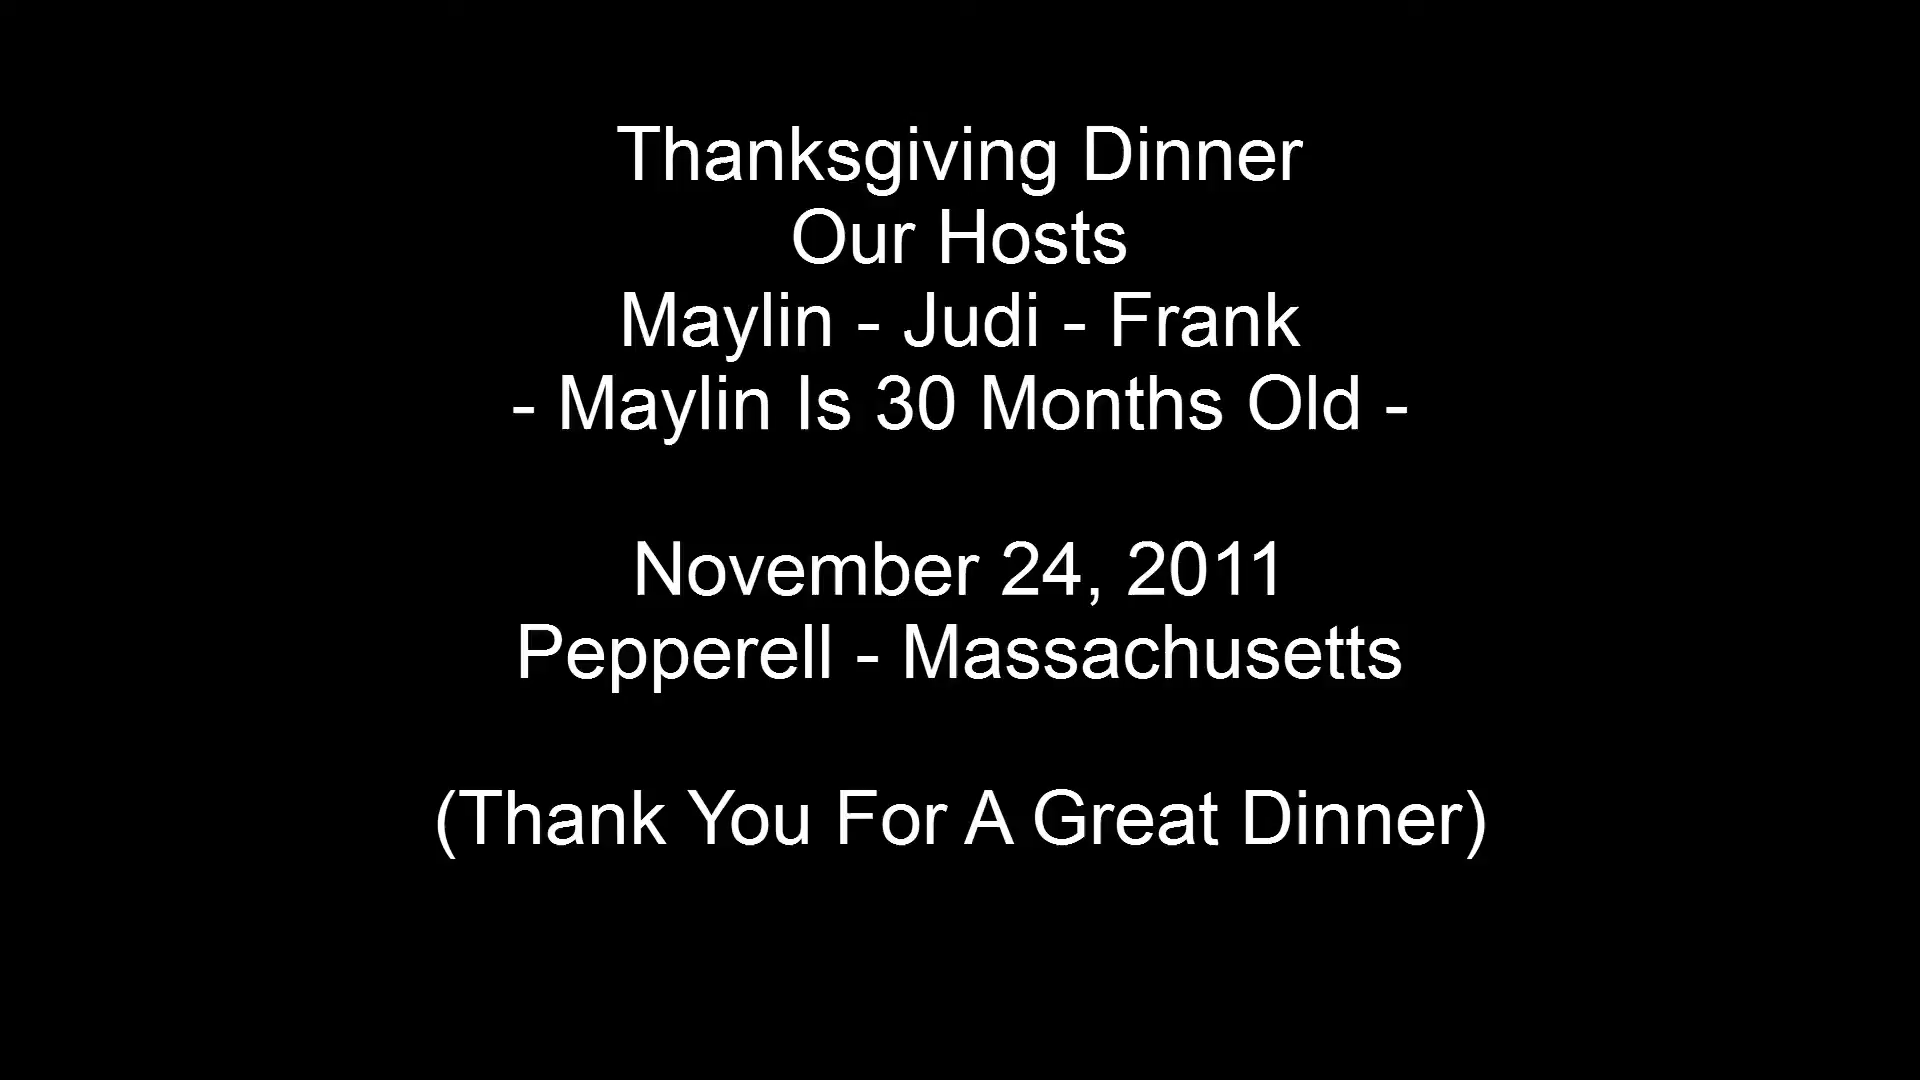 Thanksgiving Dinner
Our Hosts
Maylin - Judi - Frank
- Maylin Is 30 Months Old -
November 24, 2011
Pepperell - Massachusetts
(Thank You For A Great Dinner)